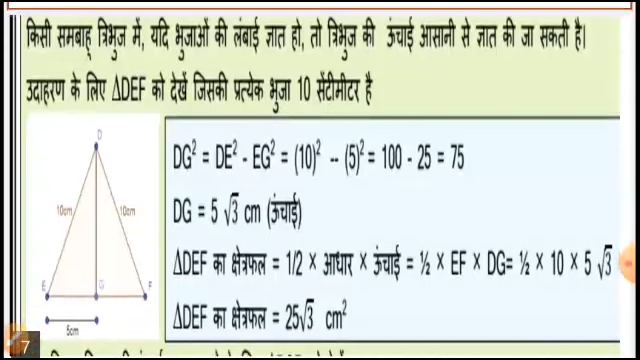 किसी समबाहु त्रिभुज में, यदि भुजाओं की लंबाई ज्ञात हो, तो त्रिभुज की ऊंचाई आसानी से ज्ञात की जा सकती है।
उदाहरण के लिए ΔDEF को देखें जिसकी प्रत्येक भुजा 10 सेंटीमीटर है
D
10cm
10cm
E
G
F
5cm
DG² = DE² - EG² = (10)² -- (5)² = 100 - 25 = 75
DG = 5 √3 cm (ऊंचाई)
ΔDEF का क्षेत्रफल = 1/2 × आधार × ऊंचाई = ½ × EF × DG= ½ × 10 × 5 √3
ΔDEF का क्षेत्रफल = 25√3 cm²
7